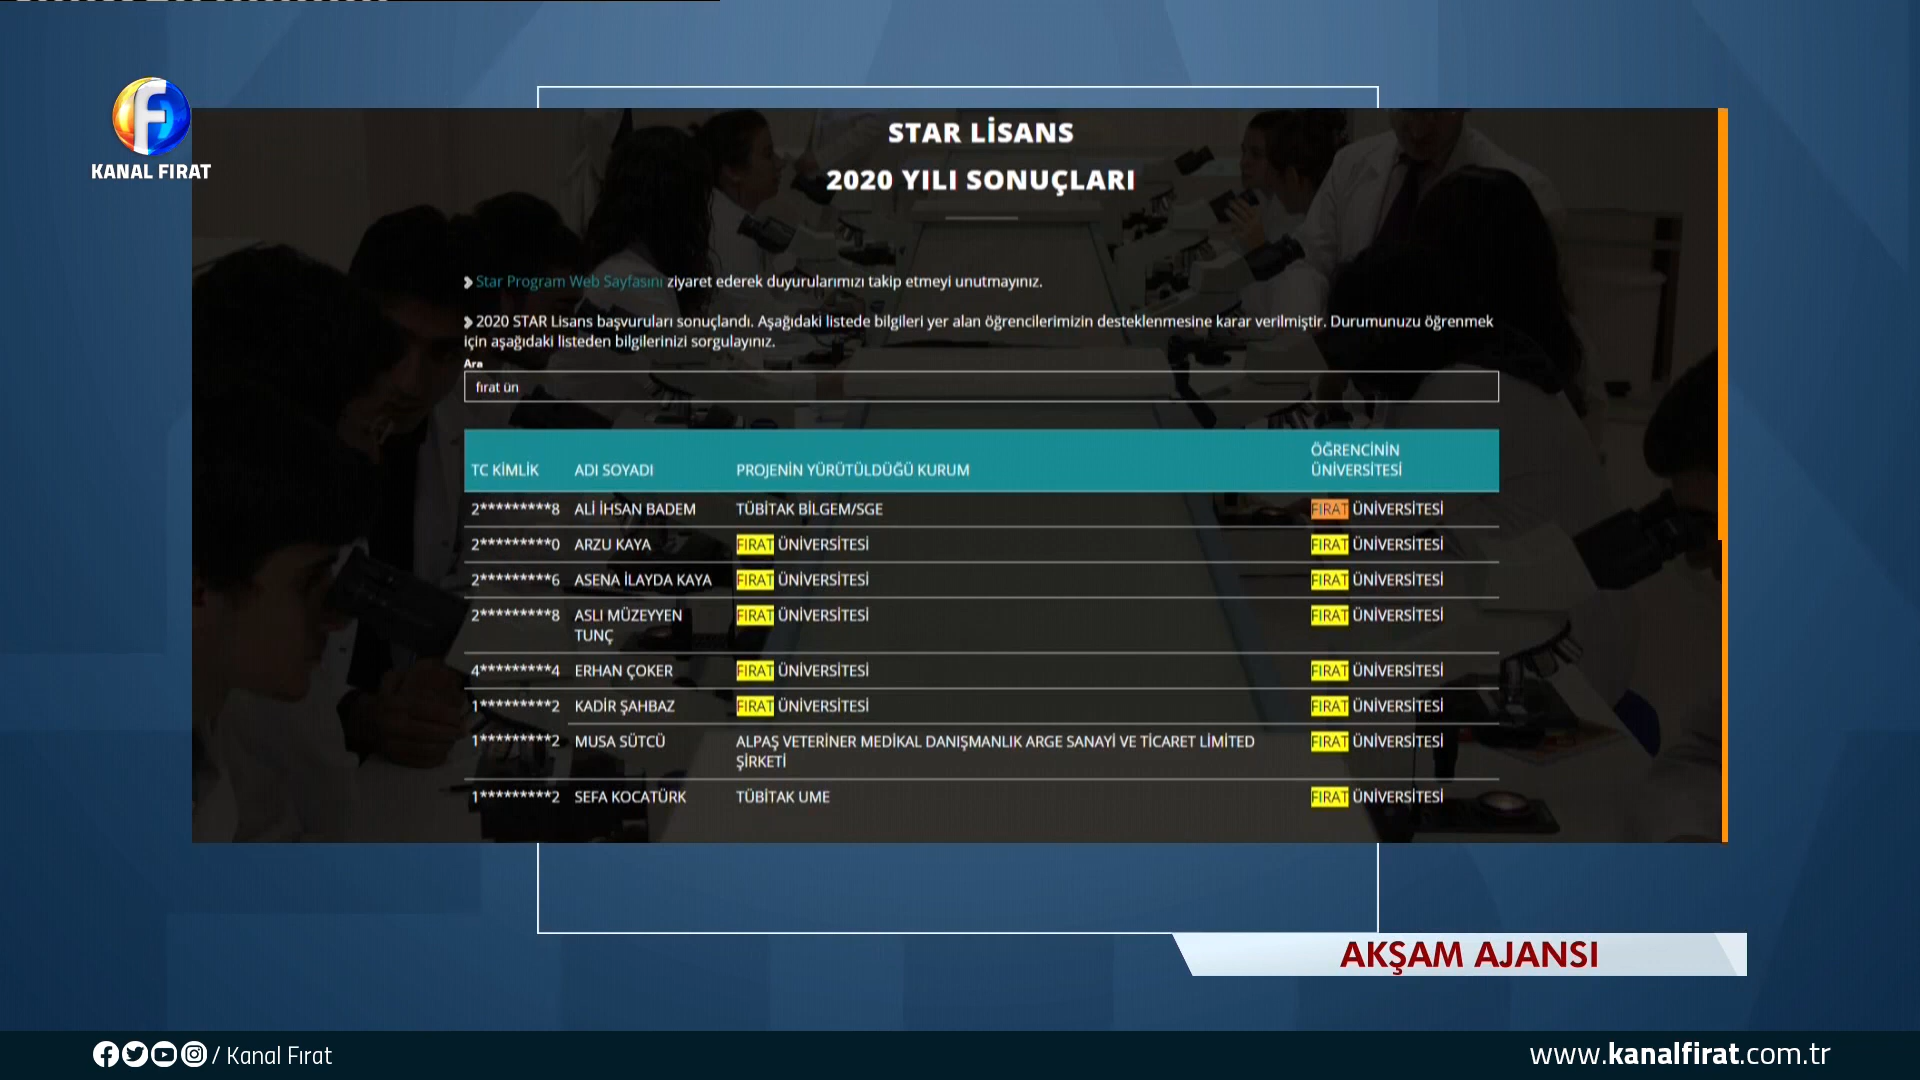 KANAL FIRAT
STAR LİSANS
2020 YILI SONUÇLARI
Star Program Web Sayfasını ziyaret ederek duyurularımızı takip etmeyi unutmayınız.
2020 STAR Lisans başvuruları sonuçlandı. Aşağıdaki listede bilgileri yer alan öğrencilerimizin desteklenmesine karar verilmiştir. Durumunuzu öğrenmek
için aşağıdaki listeden bilgilerinizi sorgulayınız.
Ara
fırat ün
TC KİMLİK ADI SOYADI PROJENİN YÜRÜTÜLDÜĞÜ KURUM ÖĞRENCİNİN
ÜNİVERSİTESİ
2*********8 ALİ İHSAN BADEM TÜBİTAK BİLGEM/SGE FIRAT ÜNİVERSİTESİ
2*********0 ARZU KAYA FIRAT ÜNİVERSİTESİ FIRAT ÜNİVERSİTESİ
2*********6 ASENA İLAYDA KAYA FIRAT ÜNİVERSİTESİ FIRAT ÜNİVERSİTESİ
2*********8 ASLI MÜZEYYEN FIRAT ÜNİVERSİTESİ FIRAT ÜNİVERSİTESİ
TUNÇ
4*********4 ERHAN ÇOKER FIRAT ÜNİVERSİTESİ FIRAT ÜNİVERSİTESİ
1*********2 KADİR ŞAHBAZ FIRAT ÜNİVERSİTESİ FIRAT ÜNİVERSİTESİ
1*********2 MUSA SÜTCÜ ALPAŞ VETERİNER MEDİKAL DANIŞMANLIK ARGE SANAYİ VE TİCARET LİMİTED FIRAT ÜNİVERSİTESİ
ŞİRKETİ
1*********2 SEFA KOCATÜRK TÜBİTAK UME FIRAT ÜNİVERSİTESİ
AKŞAM AJANSI
/ Kanal Fırat
www.kanalfirat.com.tr